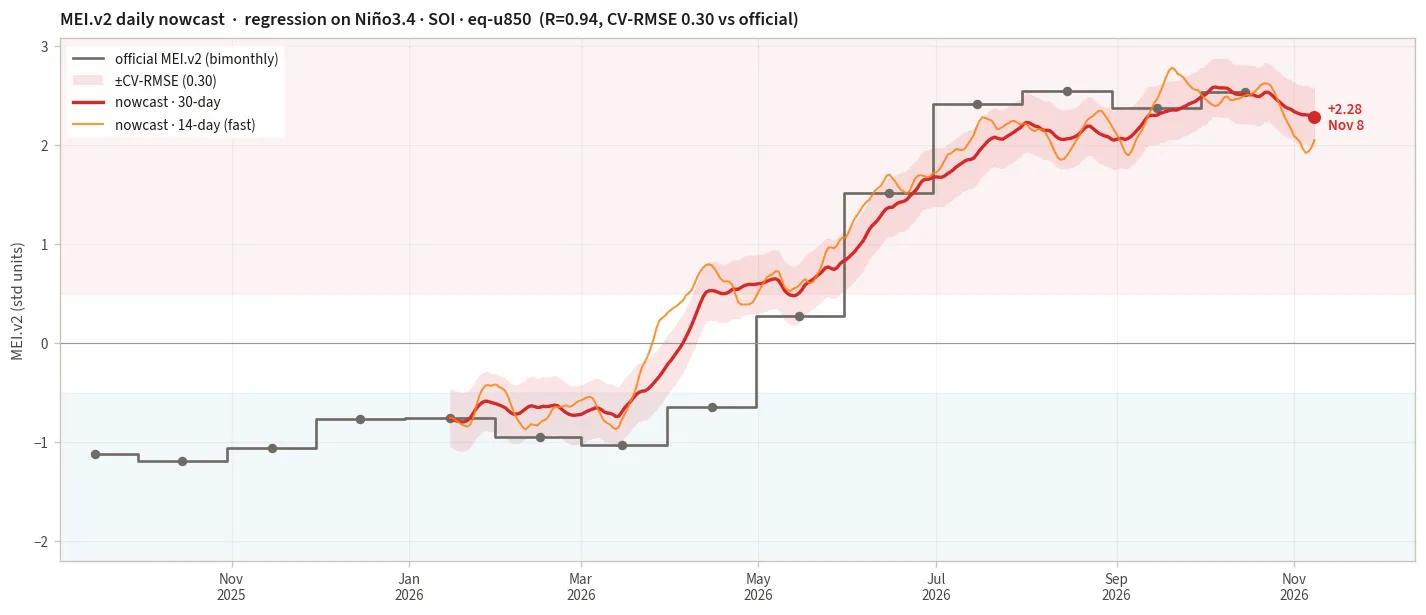 MEI.v2 daily nowcast · regression on Niño3.4 · SOI · eq-u850 (R=0.94, CV-RMSE 0.30 vs official)
official MEI.v2 (bimonthly)
±CV-RMSE (0.30)
nowcast · 30-day
nowcast · 14-day (fast)
MEI.v2 (std units)
3
2
1
0
−1
−2
+2.28
Nov 8
Nov
2025
Jan
2026
Mar
2026
May
2026
Jul
2026
Sep
2026
Nov
2026